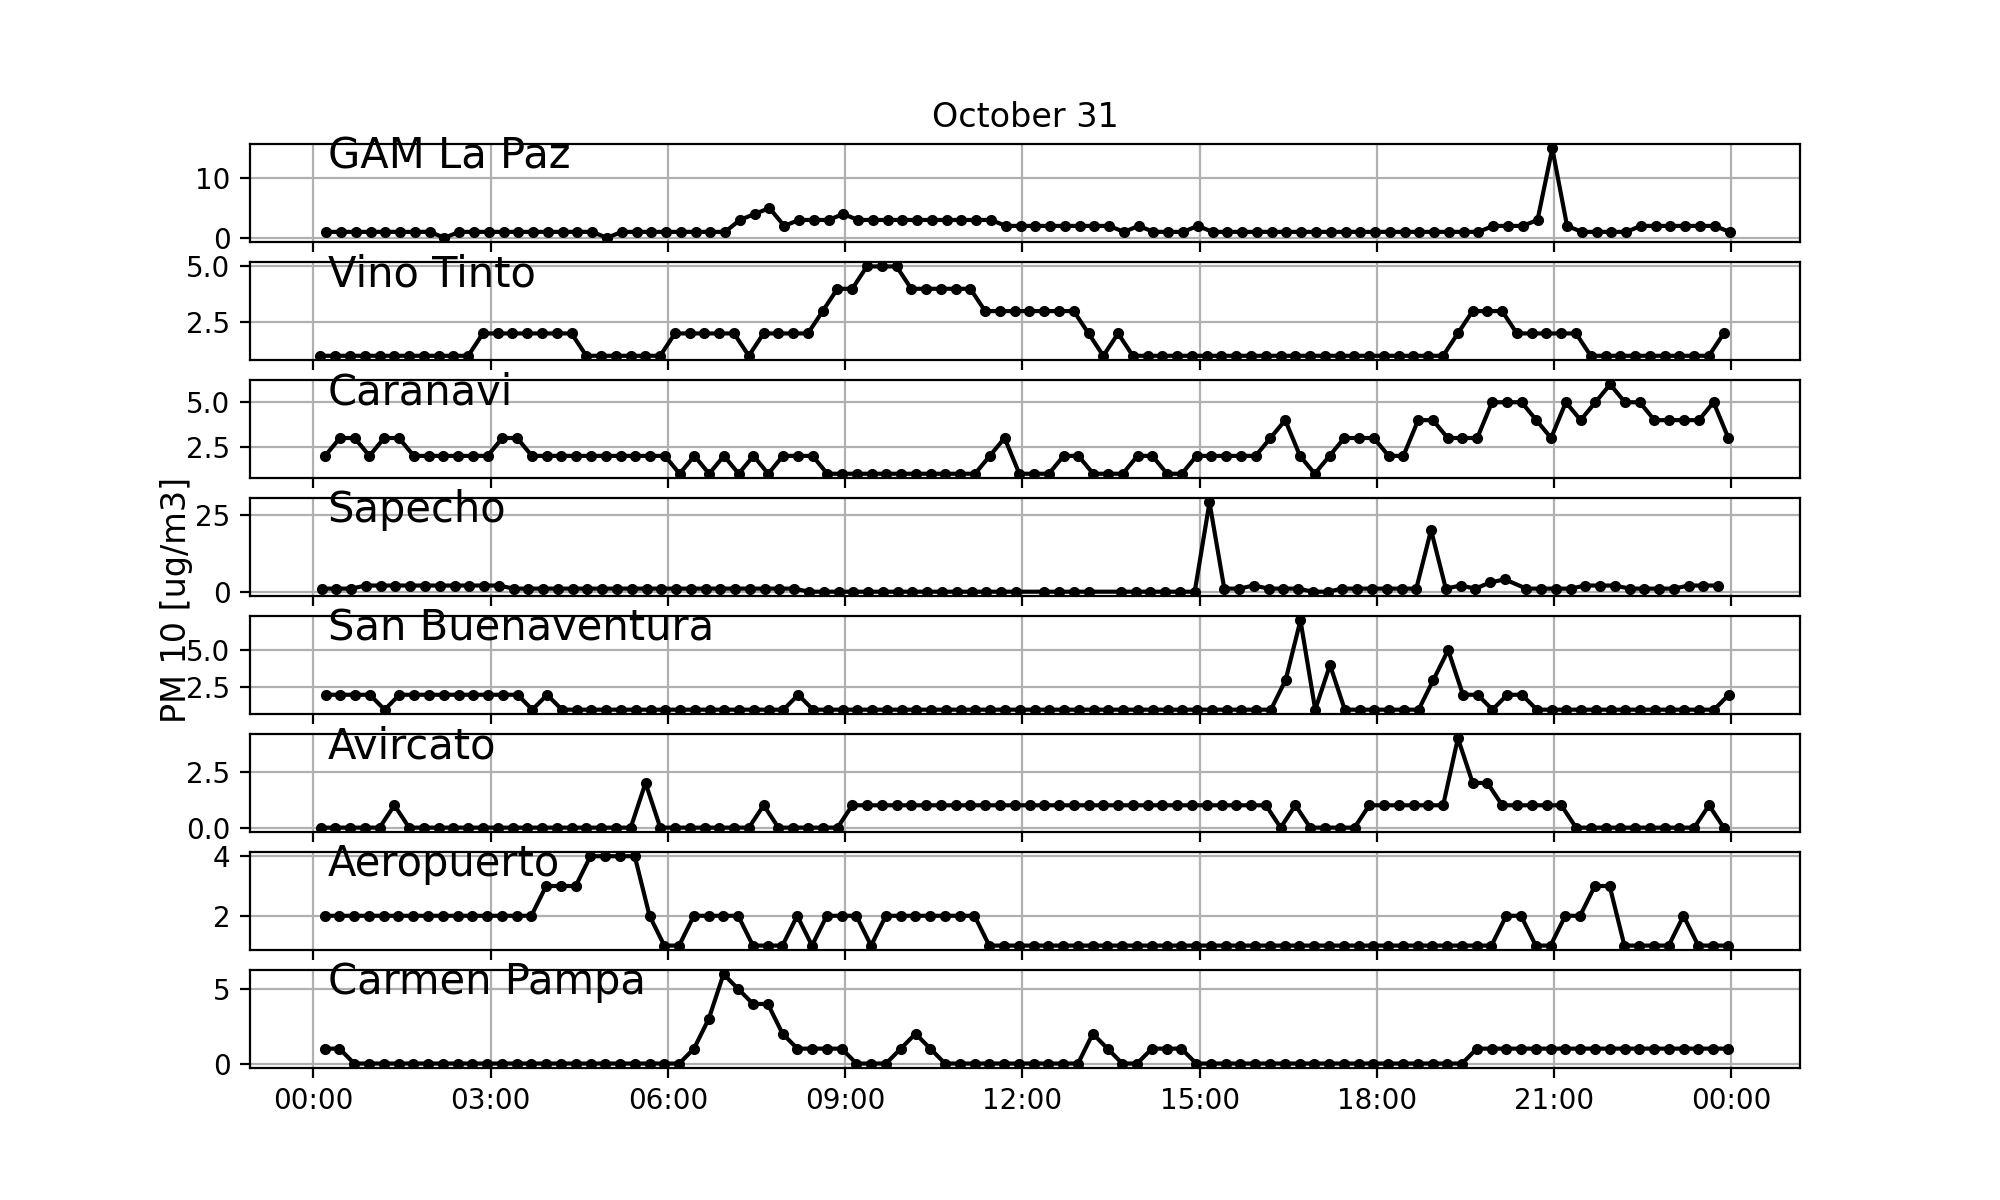 October 31
GAM La Paz
10
0
Vino Tinto
5.0
2.5
Caranavi
5.0
2.5
Sapecho
25
0
PM 10 [ug/m3]
San Buenaventura
5.0
2.5
Avircato
2.5
0.0
Aeropuerto
4
2
Carmen Pampa
5
0
00:00 03:00 06:00 09:00 12:00 15:00 18:00 21:00 00:00